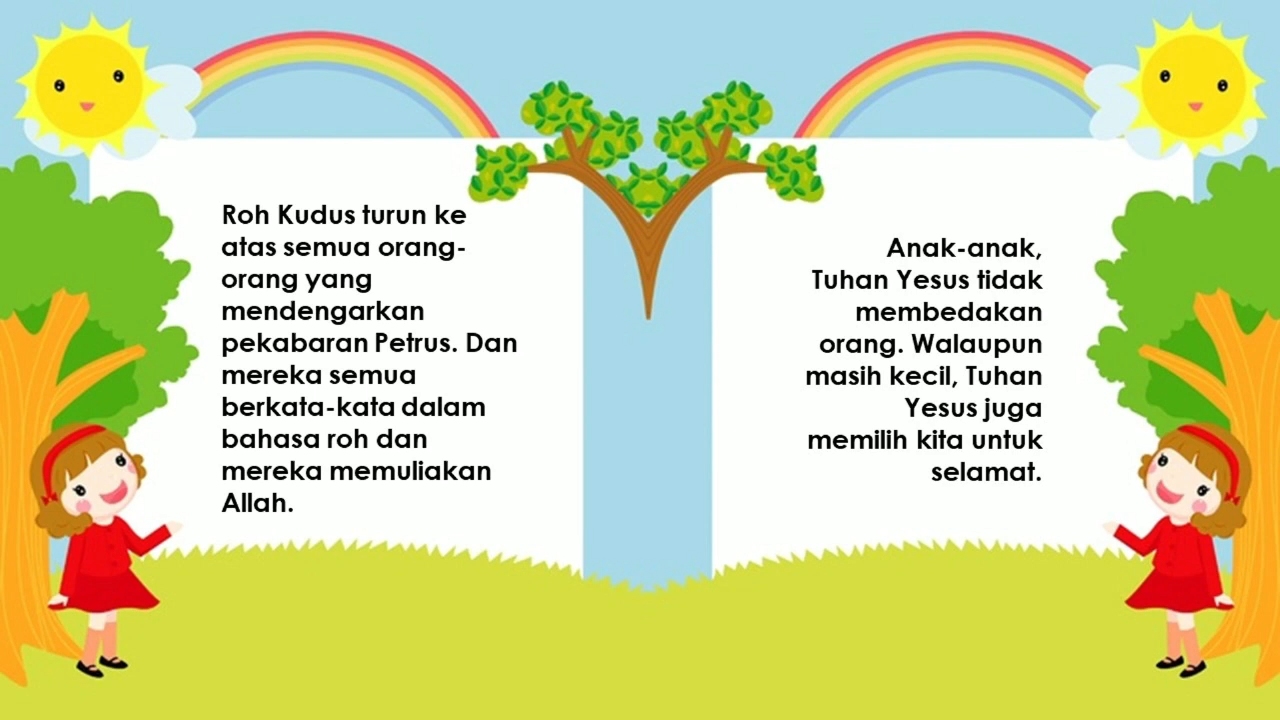 Roh Kudus turun ke
atas semua orang-
orang yang
mendengarkan
pekabaran Petrus. Dan
mereka semua
berkata-kata dalam
bahasa roh dan
mereka memuliakan
Allah.
Anak-anak,
Tuhan Yesus tidak
membedakan
orang. Walaupun
masih kecil, Tuhan
Yesus juga
memilih kita untuk
selamat.